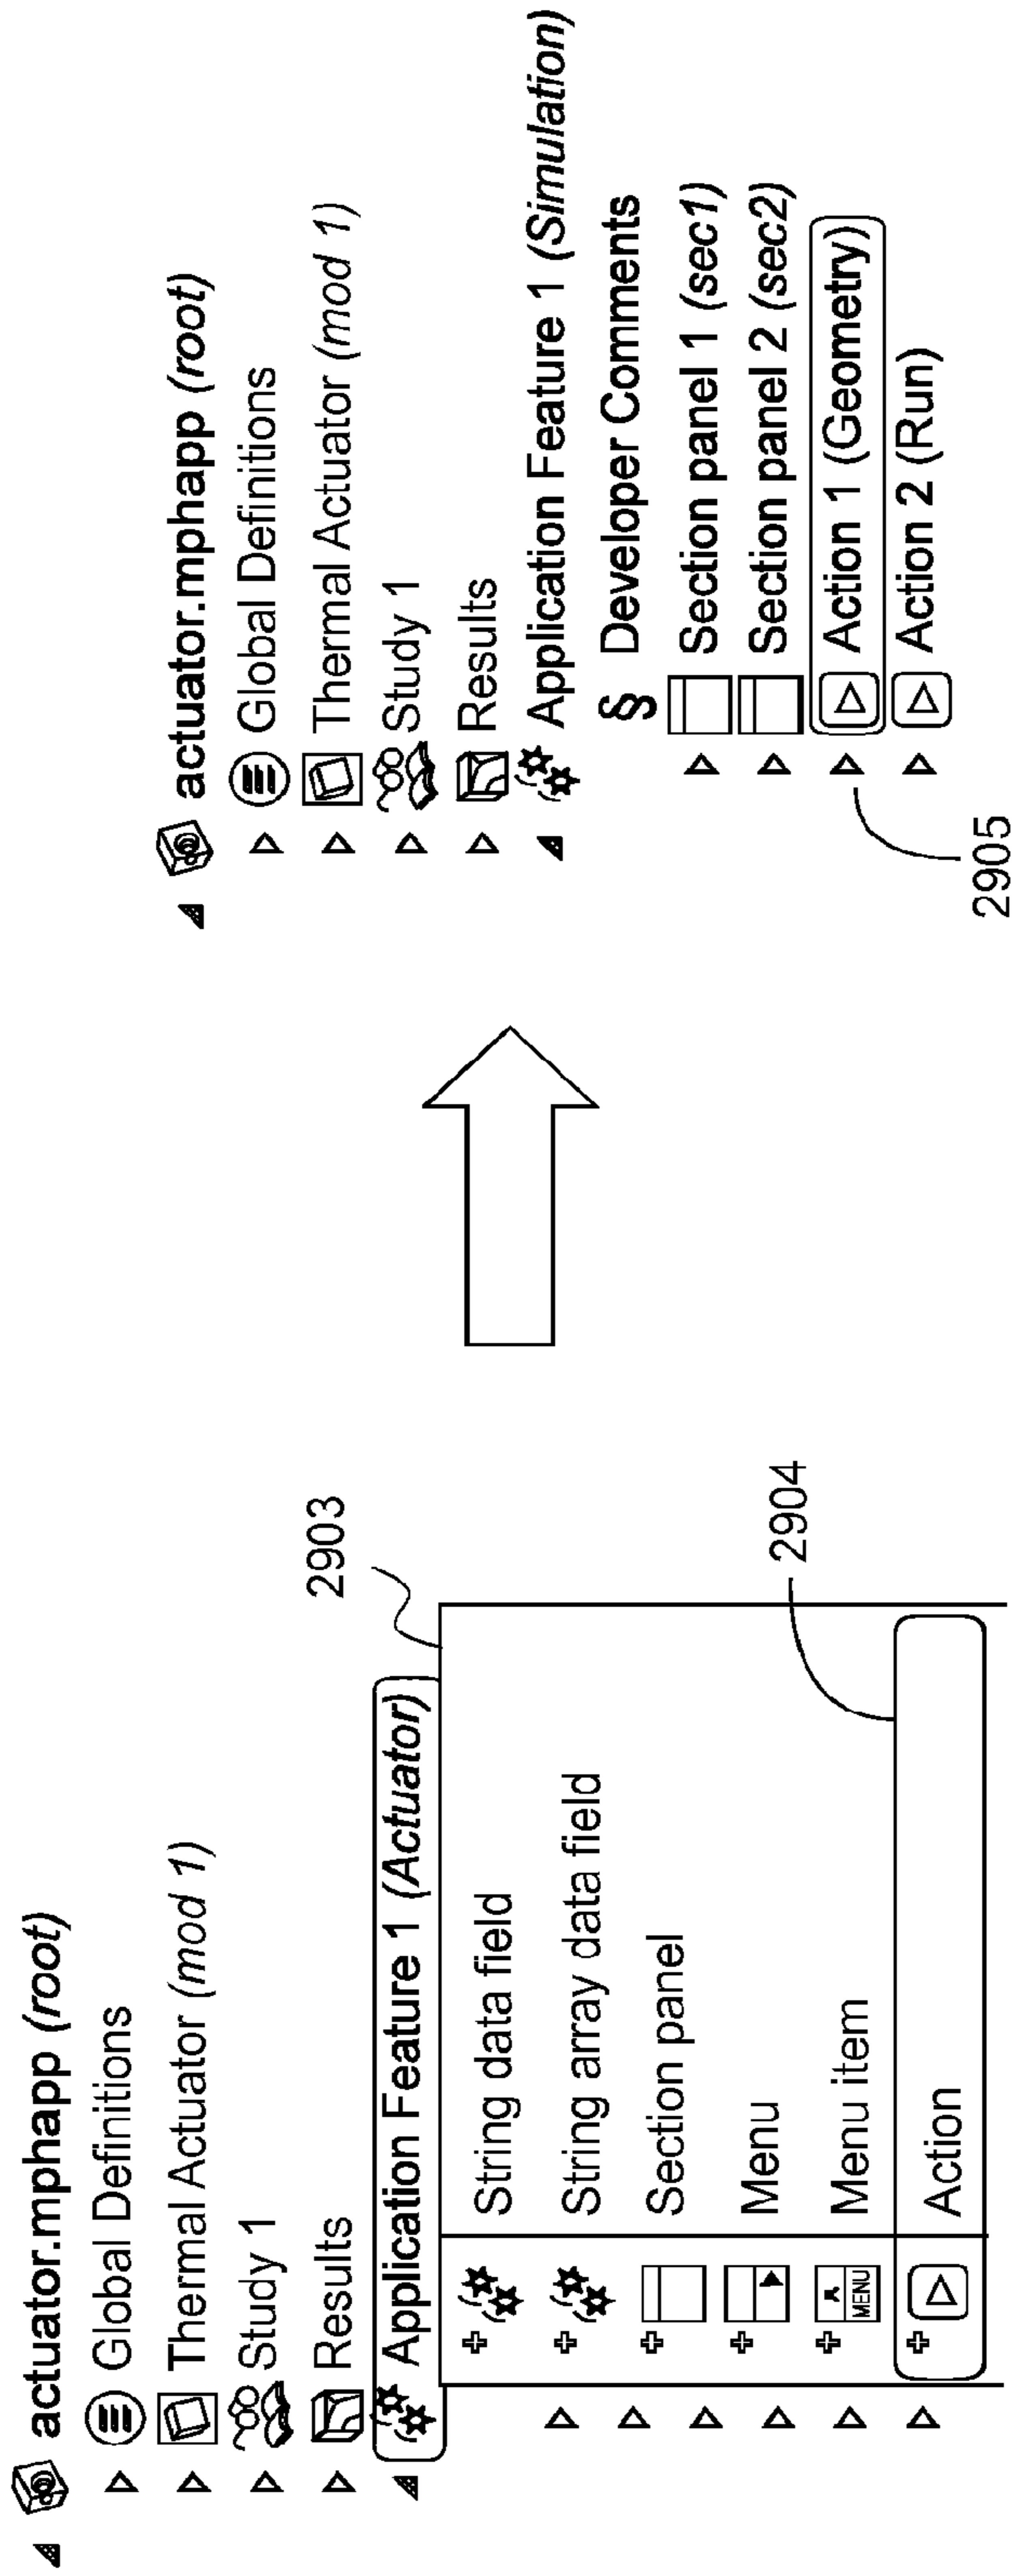 actuator.mphapp (root)
Global Definitions
Thermal Actuator (mod 1)
Study 1
Results
Application Feature 1 (Actuator)
2903
String data field
String array data field
Section panel
Menu
MENU
Menu item
Action
2904
actuator.mphapp (root)
Global Definitions
Thermal Actuator (mod 1)
Study 1
Results
Application Feature 1 (Simulation)
§ Developer Comments
Section panel 1 (sec1)
Section panel 2 (sec2)
Action 1 (Geometry)
Action 2 (Run)
2905